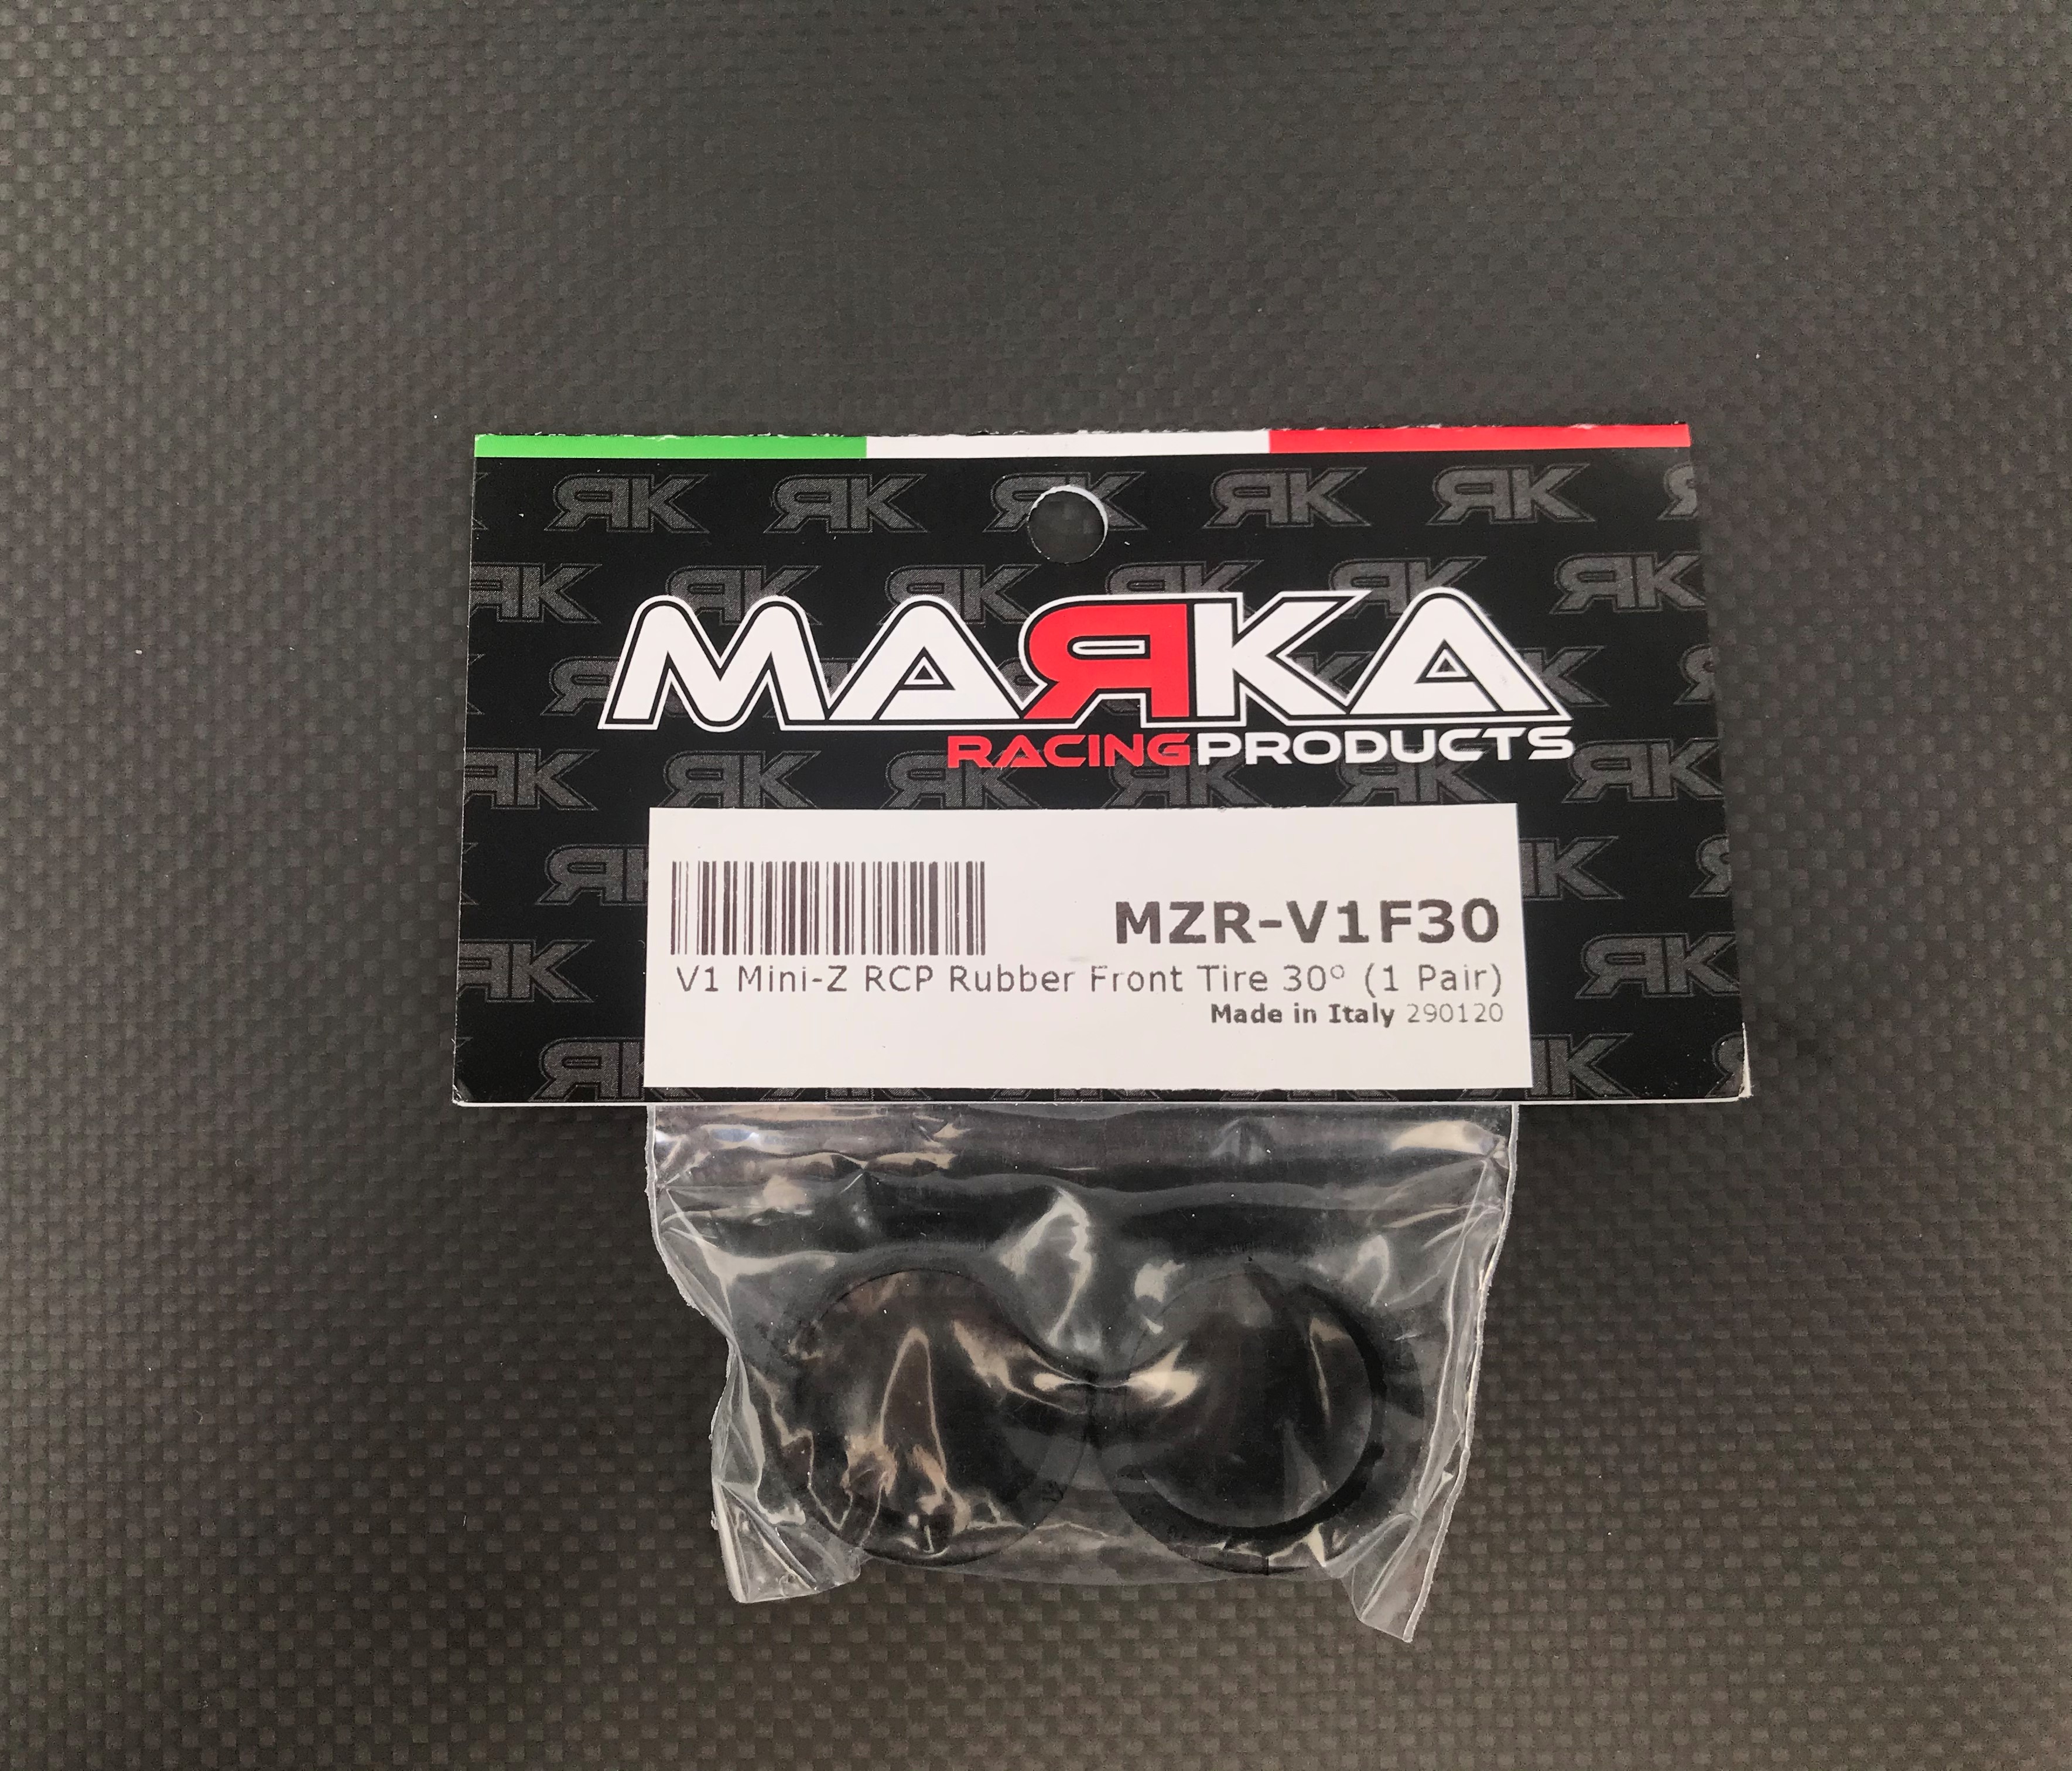 MAЯKA
RACINGPRODUCTS
MZR-V1F30
V1 Mini-Z RCP Rubber Front Tire 30° (1 Pair)
Made in Italy 290120